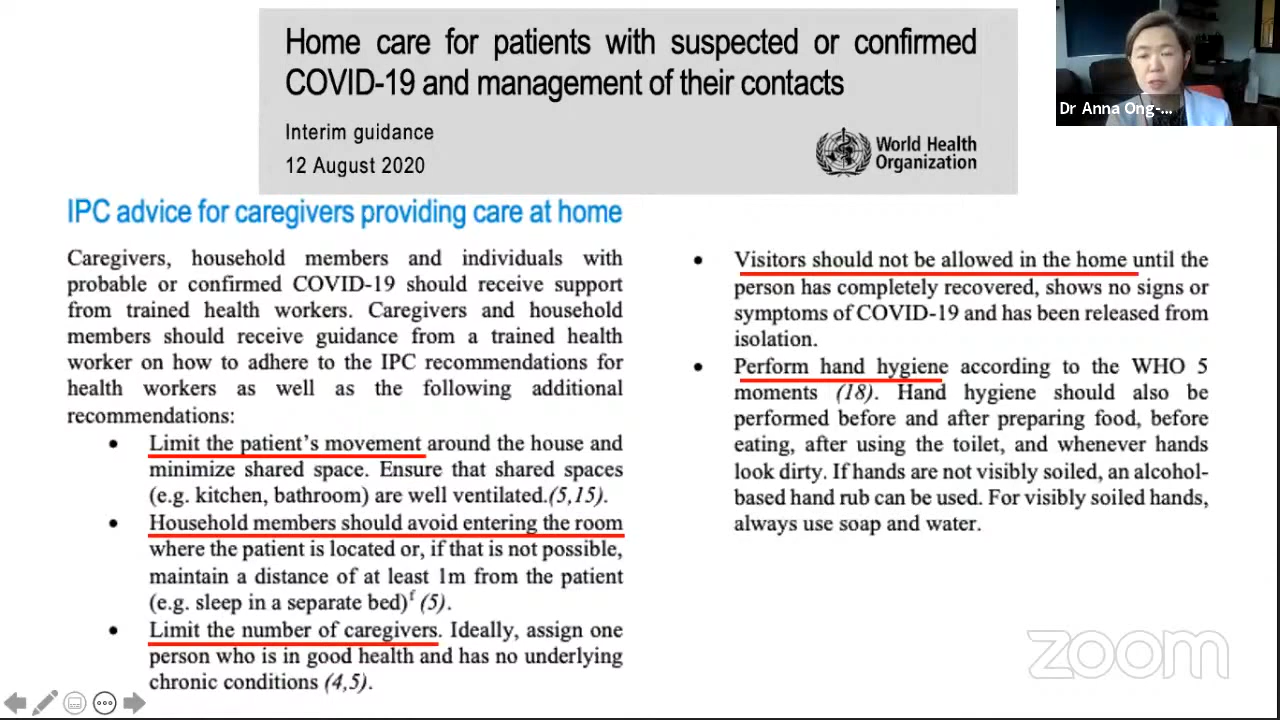 Home care for patients with suspected or confirmed
COVID-19 and management of their contacts
Interim guidance
12 August 2020
World Health
Organization
Dr Anna Ong-...
IPC advice for caregivers providing care at home
Caregivers, household members and individuals with
probable or confirmed COVID-19 should receive support
from trained health workers. Caregivers and household
members should receive guidance from a trained health
worker on how to adhere to the IPC recommendations for
health workers as well as the following additional
recommendations:
• Limit the patient's movement around the house and
minimize shared space. Ensure that shared spaces
(e.g. kitchen, bathroom) are well ventilated.(5,15).
• Household members should avoid entering the room
where the patient is located or, if that is not possible,
maintain a distance of at least 1m from the patient
(e.g. sleep in a separate bed)f (5).
• Limit the number of caregivers. Ideally, assign one
person who is in good health and has no underlying
chronic conditions (4,5).
• Visitors should not be allowed in the home until the
person has completely recovered, shows no signs or
symptoms of COVID-19 and has been released from
isolation.
• Perform hand hygiene according to the WHO 5
moments (18). Hand hygiene should also be
performed before and after preparing food, before
eating, after using the toilet, and whenever hands
look dirty. If hands are not visibly soiled, an alcohol-
based hand rub can be used. For visibly soiled hands,
always use soap and water.
zoom